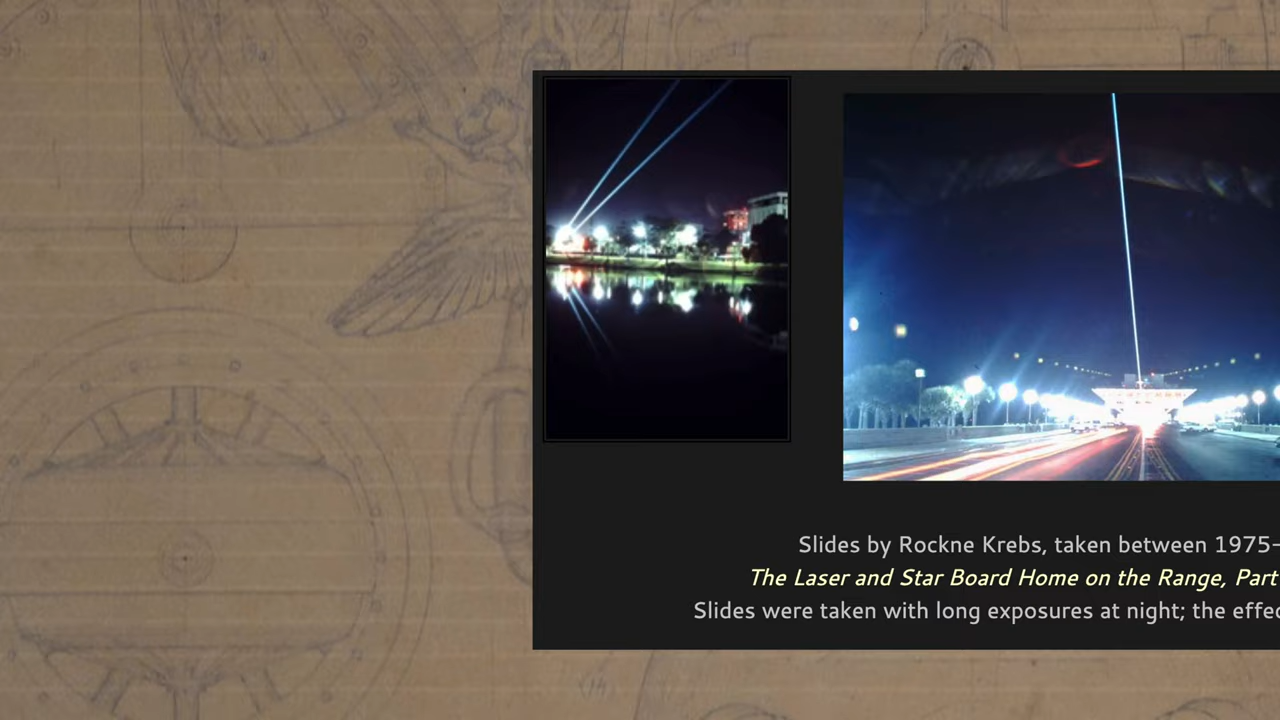 Slides by Rockne Krebs, taken between 1975-
The Laser and Star Board Home on the Range, Part
Slides were taken with long exposures at night; the effec